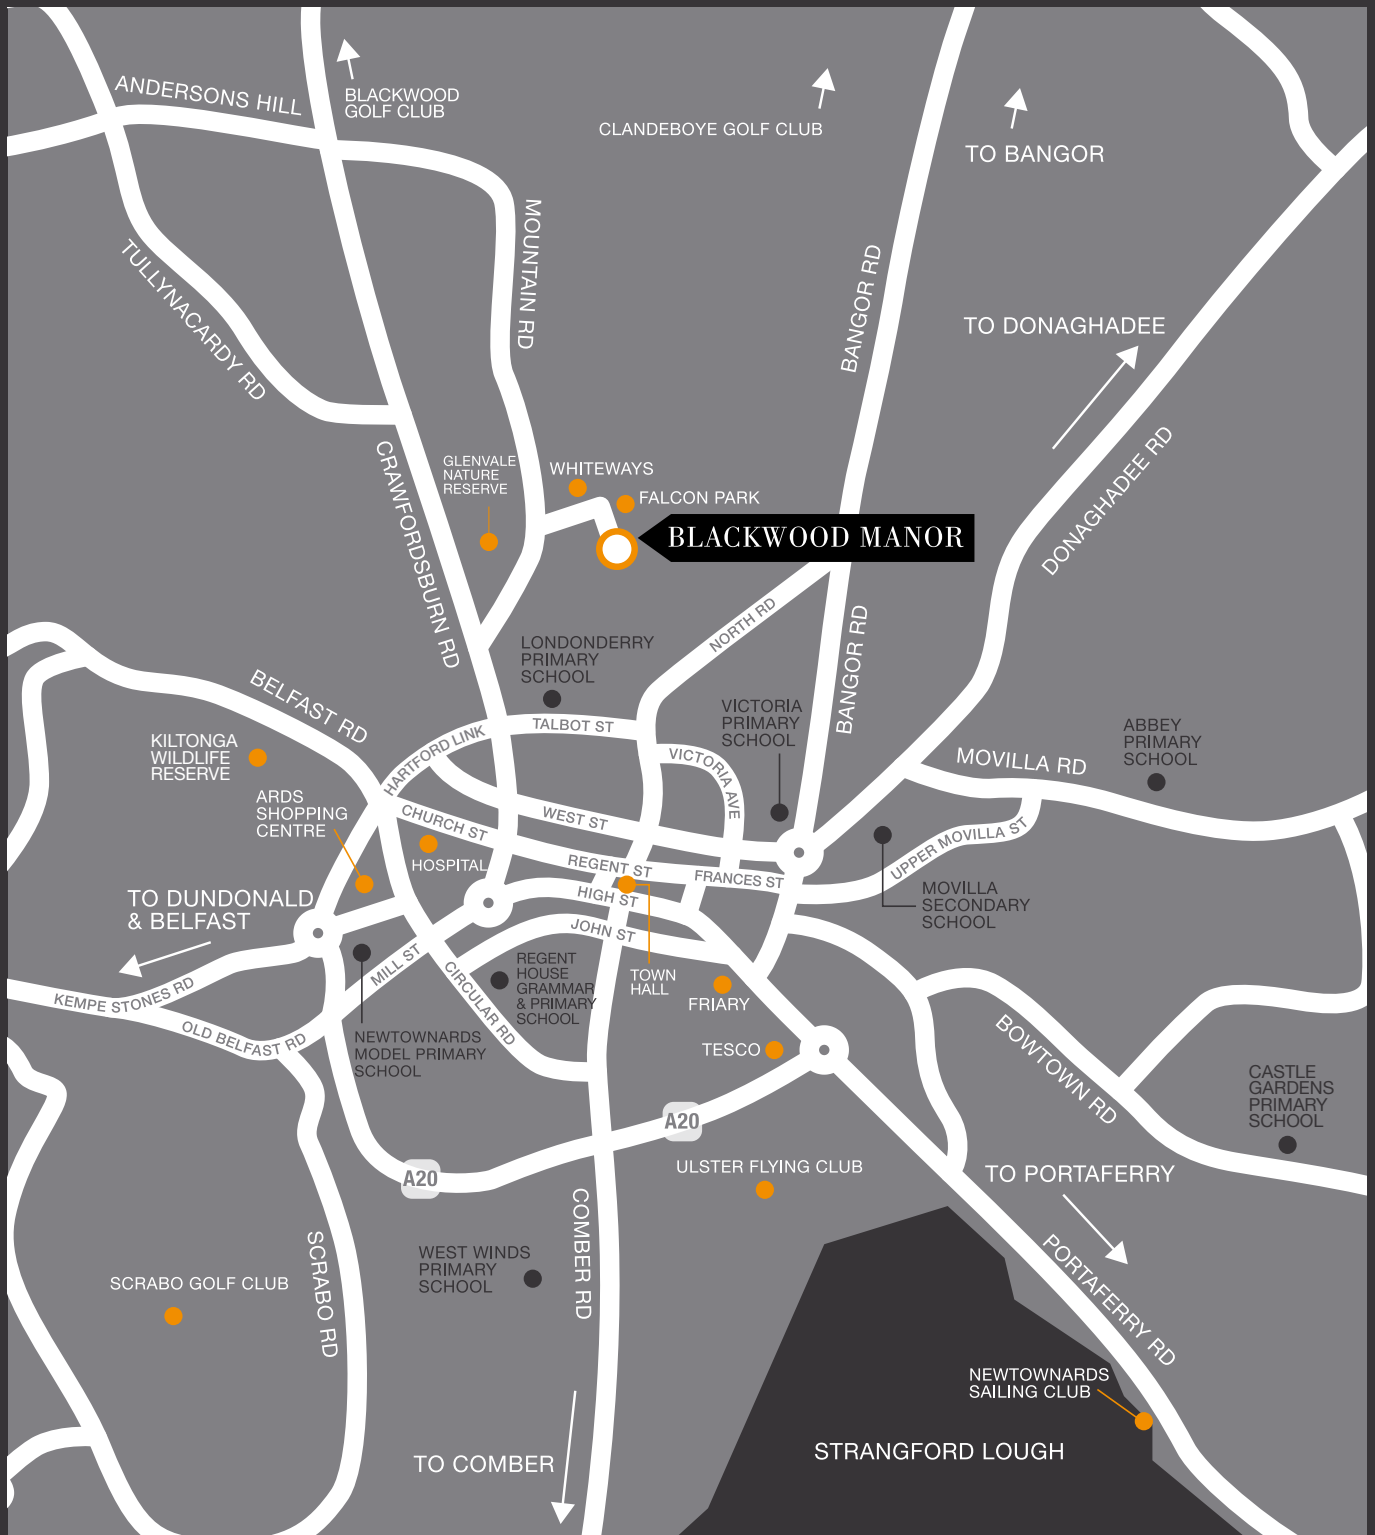 ANDERSONS HILL
BLACKWOOD
GOLF CLUB
CLANDEBOYE GOLF CLUB
TO BANGOR
MOUNTAIN RD
TULLYNACARDY RD
BANGOR RD
TO DONAGHADEE
DONAGHADEE RD
CRAWFORDSBURN RD
GLENVALE
NATURE
RESERVE
WHITEWAYS
FALCON PARK
BLACKWOOD MANOR
NORTH RD
BANGOR RD
LONDONDERRY
PRIMARY
SCHOOL
BELFAST RD
VICTORIA
PRIMARY
SCHOOL
ABBEY
PRIMARY
SCHOOL
KILTONGA
WILDLIFE
RESERVE
HARTFORD LINK
TALBOT ST
VICTORIA AVE
MOVILLA RD
ARDS
SHOPPING
CENTRE
CHURCH ST
WEST ST
UPPER MOVILLA ST
HOSPITAL
REGENT ST
FRANCES ST
HIGH ST
MOVILLA
SECONDARY
SCHOOL
TO DUNDONALD
& BELFAST
JOHN ST
MILL ST
CIRCULAR RD
REGENT
HOUSE
GRAMMAR
& PRIMARY
SCHOOL
TOWN
HALL
FRIARY
KEMPE STONES RD
OLD BELFAST RD
NEWTOWNARDS
MODEL PRIMARY
SCHOOL
TESCO
BOWTOWN RD
CASTLE
GARDENS
PRIMARY
SCHOOL
A20
A20
ULSTER FLYING CLUB
TO PORTAFERRY
COMBER RD
SCRABO RD
WEST WINDS
PRIMARY
SCHOOL
SCRABO GOLF CLUB
PORTAFERRY RD
NEWTOWNARDS
SAILING CLUB
TO COMBER
STRANGFORD LOUGH